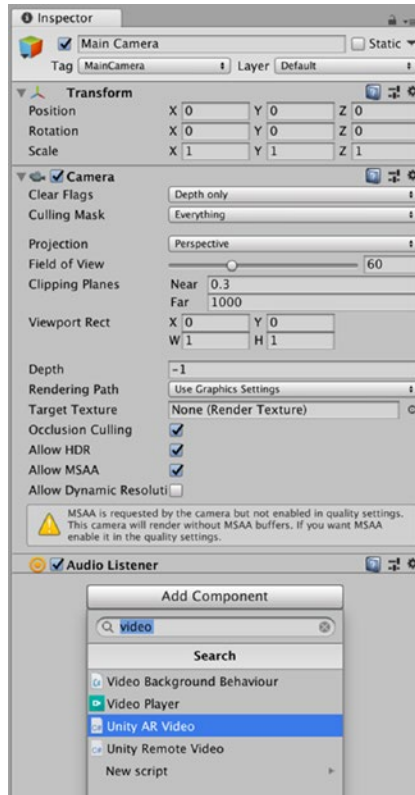 Inspector
Main Camera Static
Tag MainCamera Layer Default
Transform
Position X 0 Y 0 Z 0
Rotation X 0 Y 0 Z 0
Scale X 1 Y 1 Z 1
Camera
Clear Flags Depth only
Culling Mask Everything
Projection Perspective
Field of View 60
Clipping Planes Near 0.3
Far 1000
Viewport Rect X 0 Y 0
W 1 H 1
Depth -1
Rendering Path Use Graphics Settings
Target Texture None (Render Texture)
Occlusion Culling
Allow HDR
Allow MSAA
Allow Dynamic Resoluti
MSAA is requested by the camera but not enabled in quality settings.
This camera will render without MSAA buffers. If you want MSAA
enable it in the quality settings.
Audio Listener
Add Component
video
Search
Video Background Behaviour
Video Player
Unity AR Video
Unity Remote Video
New script